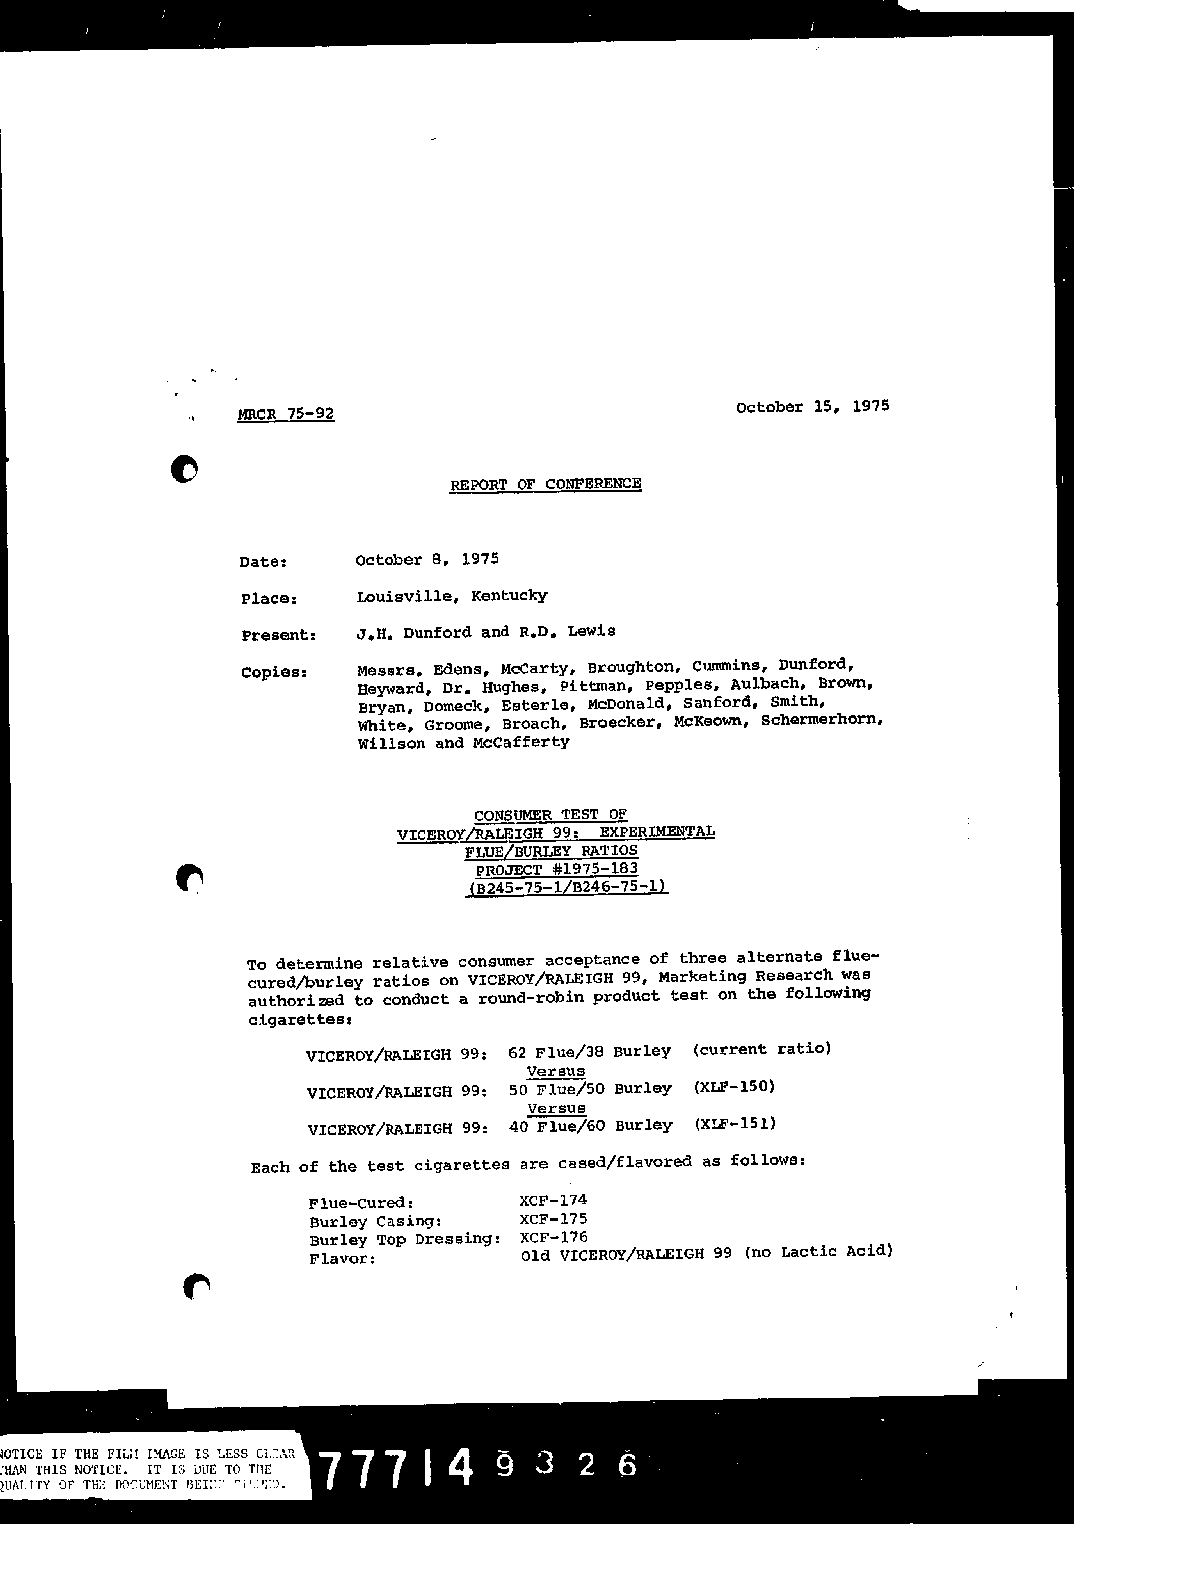 MRCR 75-92
October 15, 1975
REPORT OF CONFERENCE
Date: October 8, 1975
Place: Louisville, Kentucky
Present: J.H. Dunford and R.D. Lewis
Copies: Messrs. Edens, McCarty, Broughton, Cummins, Dunford,
Heyward, Dr. Hughes, Pittman, Pepples, Aulbach, Brown,
Bryan, Domeck, Esterle, McDonald, Sanford, Smith,
White, Groome, Broach, Broecker, McKeown, Schermerhorn,
Willson and McCafferty
CONSUMER TEST OF
VICEROY/RALEIGH 99: EXPERIMENTAL
FLUE/BURLEY RATIOS
PROJECT #1975-183
(B245-75-1/B246-75-1)
To determine relative consumer acceptance of three alternate flue-
cured/burley ratios on VICEROY/RALEIGH 99, Marketing Research was
authorized to conduct a round-robin product test on the following
cigarettes:
VICEROY/RALEIGH 99: 62 Flue/38 Burley (current ratio)
Versus
VICEROY/RALEIGH 99: 50 Flue/50 Burley (XLF-150)
Versus
VICEROY/RALEIGH 99: 40 Flue/60 Burley (XLF-151)
Each of the test cigarettes are cased/flavored as follows:
Flue-Cured: XCF-174
Burley Casing: XCF-175
Burley Top Dressing: XCF-176
Flavor: Old VICEROY/RALEIGH 99 (no Lactic Acid)
NOTICE IF THE FILM IMAGE IS LESS CLEAR
THAN THIS NOTICE. IT IS DUE TO THE
QUALITY OF THE DOCUMENT BEING FILMED.
77714 9326